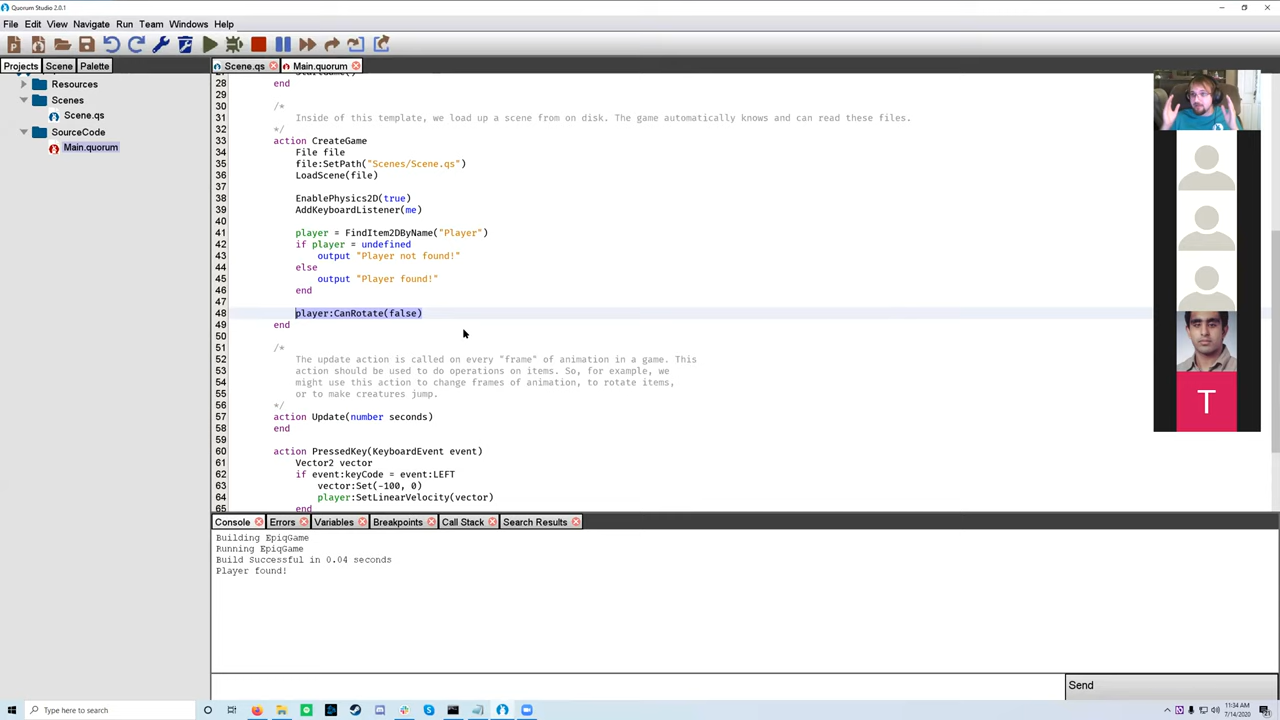 Quorum Studio 2.0.1
File Edit View Navigate Run Team Windows Help
Projects Scene Palette
Scene.qs Main.quorum
Resources
Scenes
Scene.qs
SourceCode
Main.quorum
28 end
29
30 /*
31 Inside of this template, we load up a scene from on disk. The game automatically knows and can read these files.
32 */
33 action CreateGame
34 File file
35 file:SetPath("Scenes/Scene.qs")
36 LoadScene(file)
37
38 EnablePhysics2D(true)
39 AddKeyboardListener(me)
40
41 player = FindItem2DByName("Player")
42 if player = undefined
43 output "Player not found!"
44 else
45 output "Player found!"
46 end
47
48 player:CanRotate(false)
49 end
50
51 /*
52 The update action is called on every "frame" of animation in a game. This
53 action should be used to do operations on items. So, for example, we
54 might use this action to change frames of animation, to rotate items,
55 or to make creatures jump.
56 */
57 action Update(number seconds)
58 end
59
60 action PressedKey(KeyboardEvent event)
61 Vector2 vector
62 if event:keyCode = event:LEFT
63 vector:Set(-100, 0)
64 player:SetLinearVelocity(vector)
65 end
T
Console Errors Variables Breakpoints Call Stack Search Results
Building EpiqGame
Running EpiqGame
Build Successful in 0.04 seconds
Player found!
Send
Type here to search
11:34 AM
7/14/2020